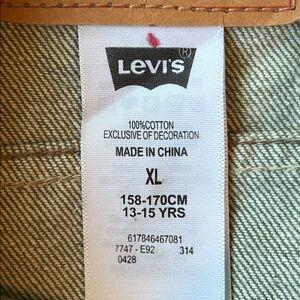 LEVI'S®
100%COTTON
EXCLUSIVE OF DECORATION
MADE IN CHINA
XL
158-170CM
13-15 YRS
617846467081
7747 - E92 314
0428